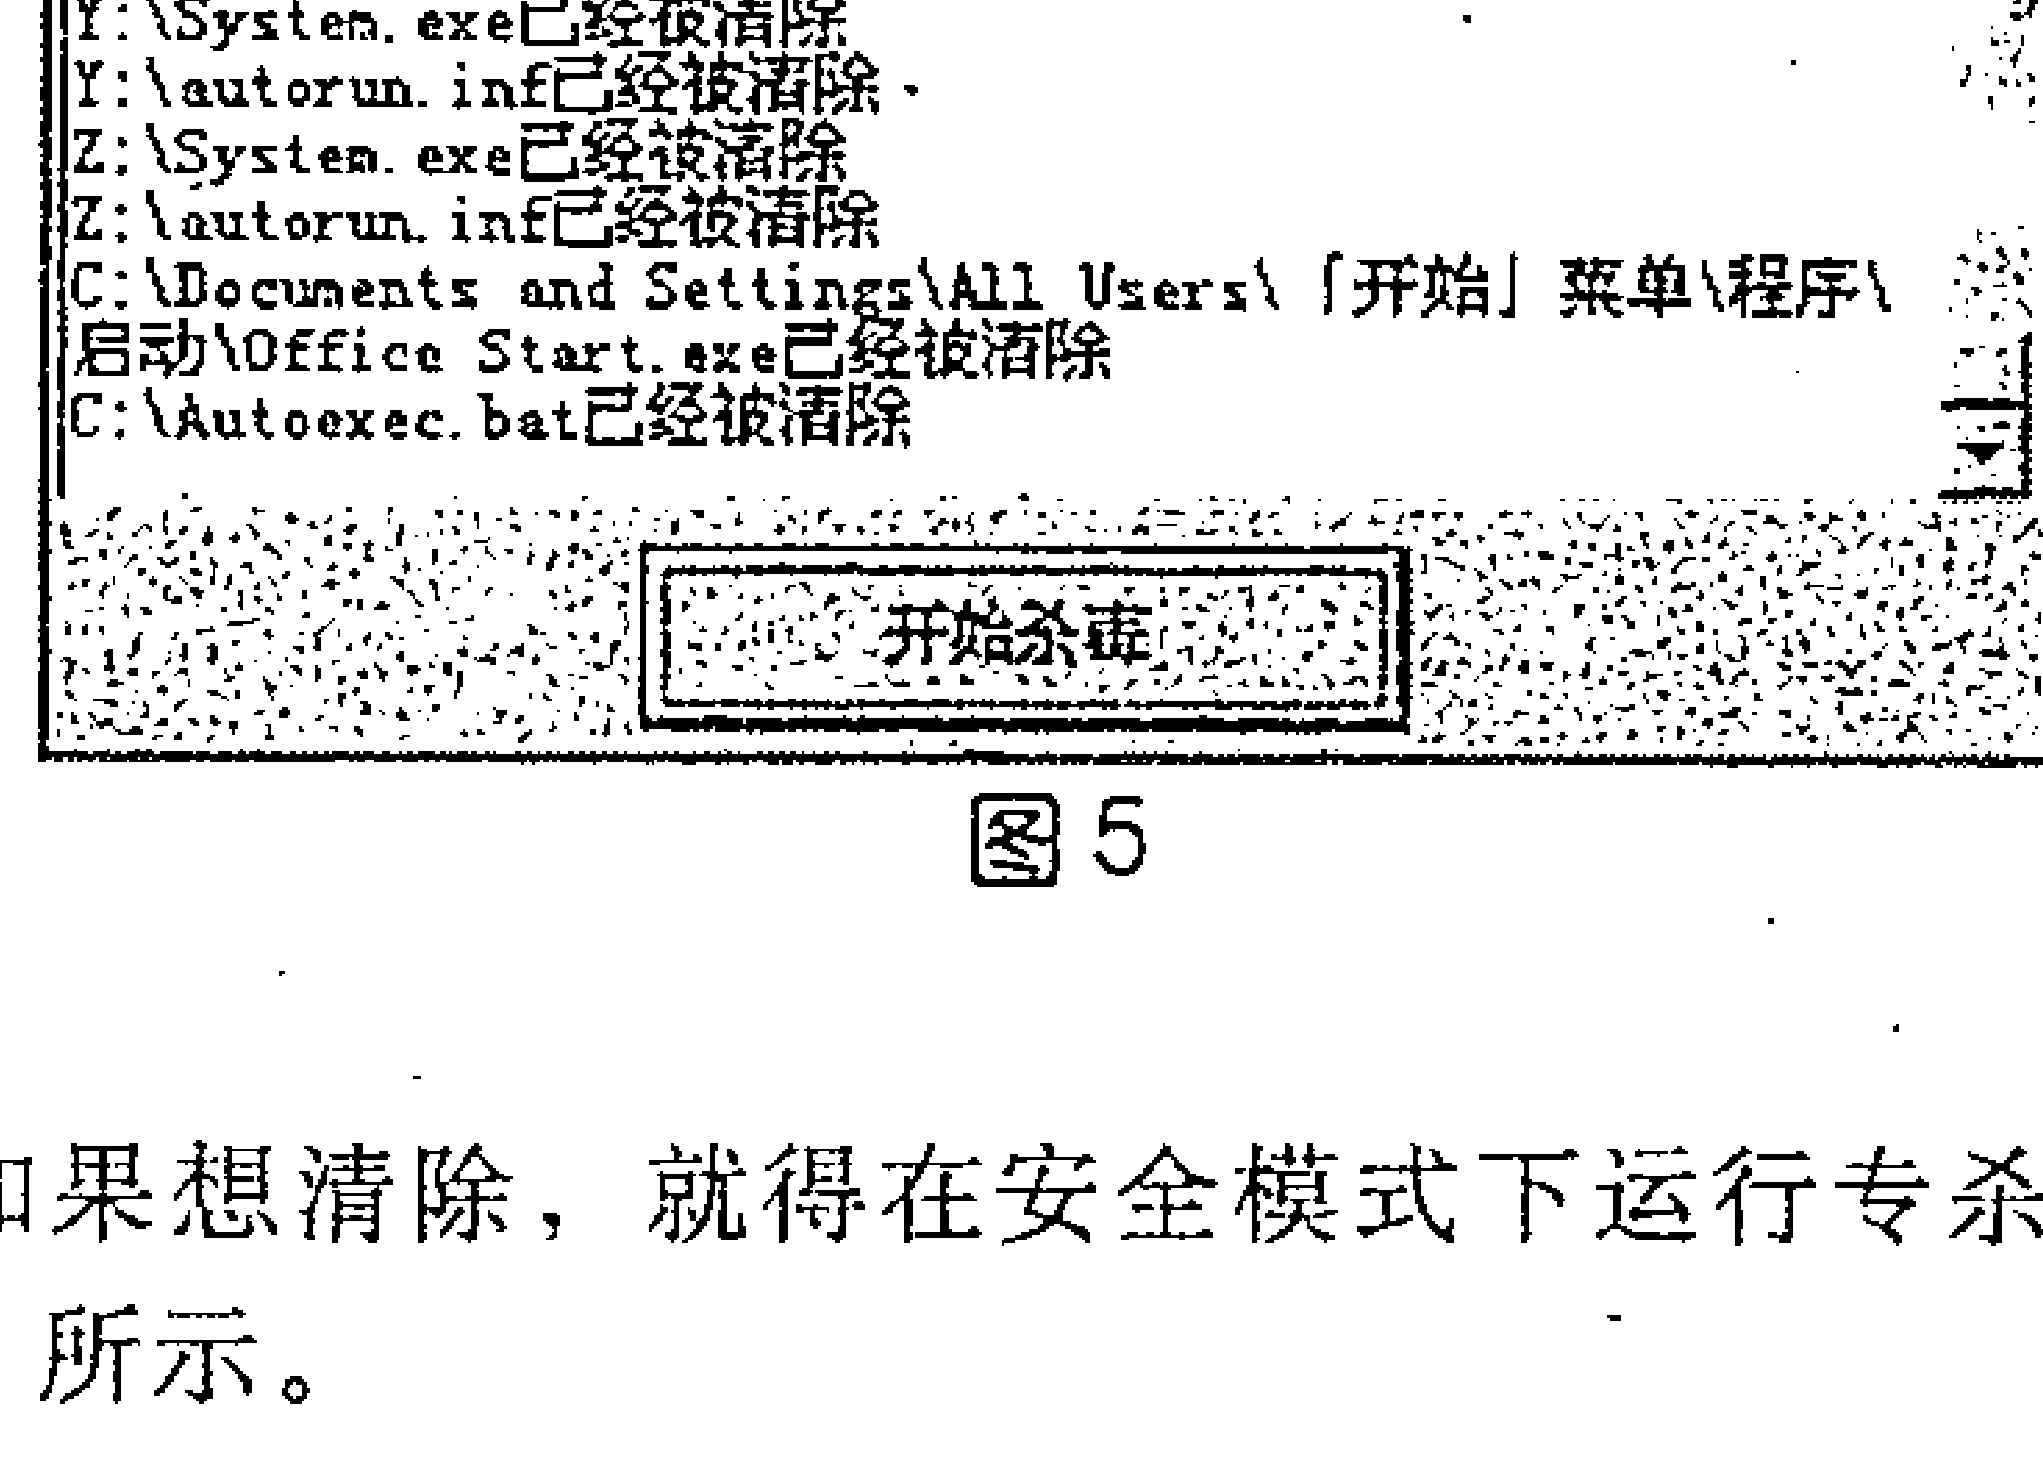 Y:\System.exe已经被清除
Y:\autorun.inf已经被清除
Z:\System.exe已经被清除
Z:\autorun.inf已经被清除
C:\Documents and Settings\All Users\「开始」菜单\程序\
启动\Office Start.exe已经被清除
C:\Autoexec.bat已经被清除
开始杀毒
图 5
如果想清除，就得在安全模式下运行专杀
所示。